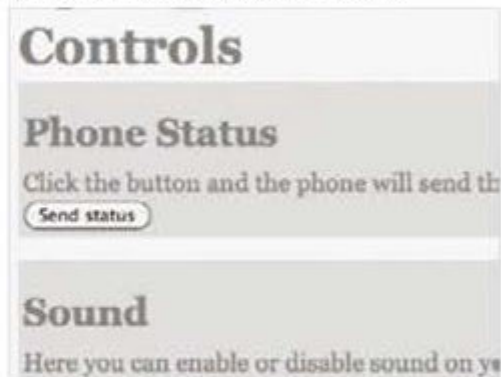 Controls
Phone Status
Click the button and the phone will send
Send status
Sound
Here you can enable or disable sound on